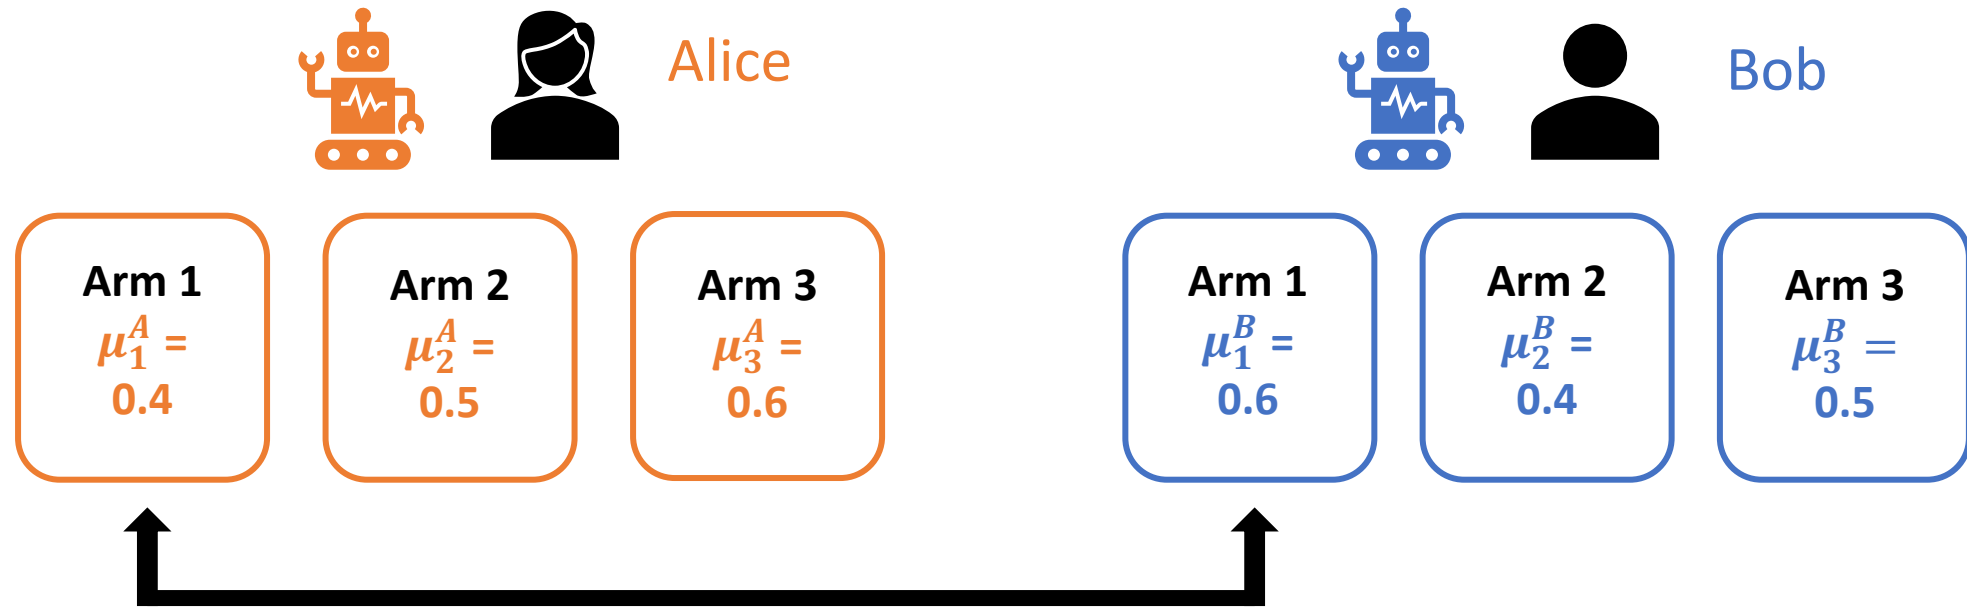 Alice
Bob
Arm 1
μ₁ᴬ =
0.4
Arm 2
μ₂ᴬ =
0.5
Arm 3
μ₃ᴬ =
0.6
Arm 1
μ₁ᴮ =
0.6
Arm 2
μ₂ᴮ =
0.4
Arm 3
μ₃ᴮ =
0.5